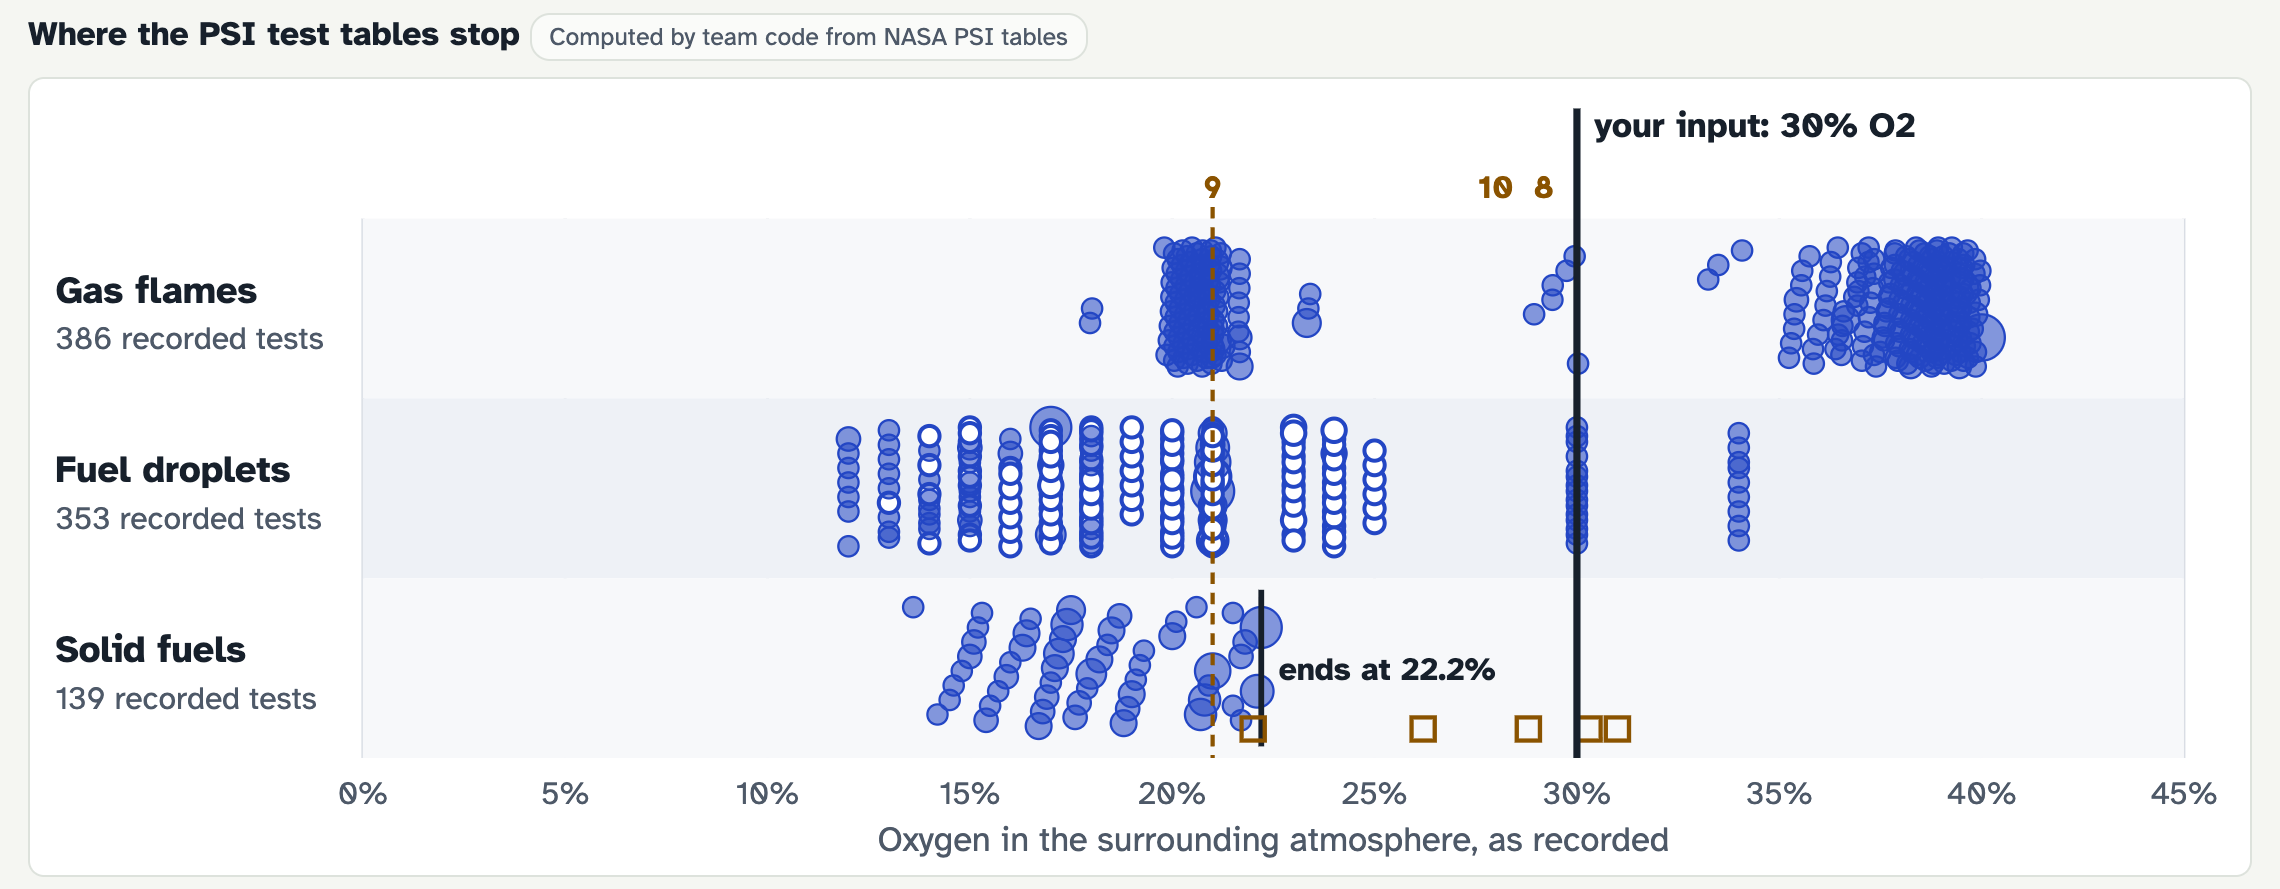 Where the PSI test tables stop
Computed by team code from NASA PSI tables
your input: 30% O2
9
10 8
Gas flames
386 recorded tests
Fuel droplets
353 recorded tests
Solid fuels
139 recorded tests
ends at 22.2%
0% 5% 10% 15% 20% 25% 30% 35% 40% 45%
Oxygen in the surrounding atmosphere, as recorded